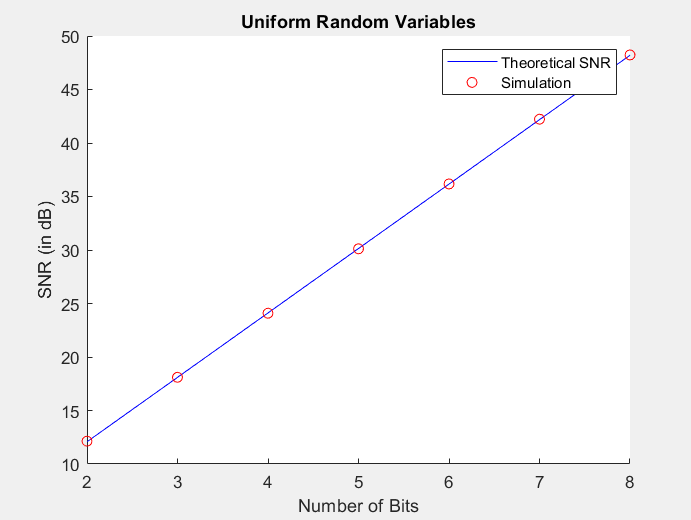 Uniform Random Variables
Theoretical SNR
Simulation
50
45
40
35
30
25
20
15
10
SNR (in dB)
2 3 4 5 6 7 8
Number of Bits